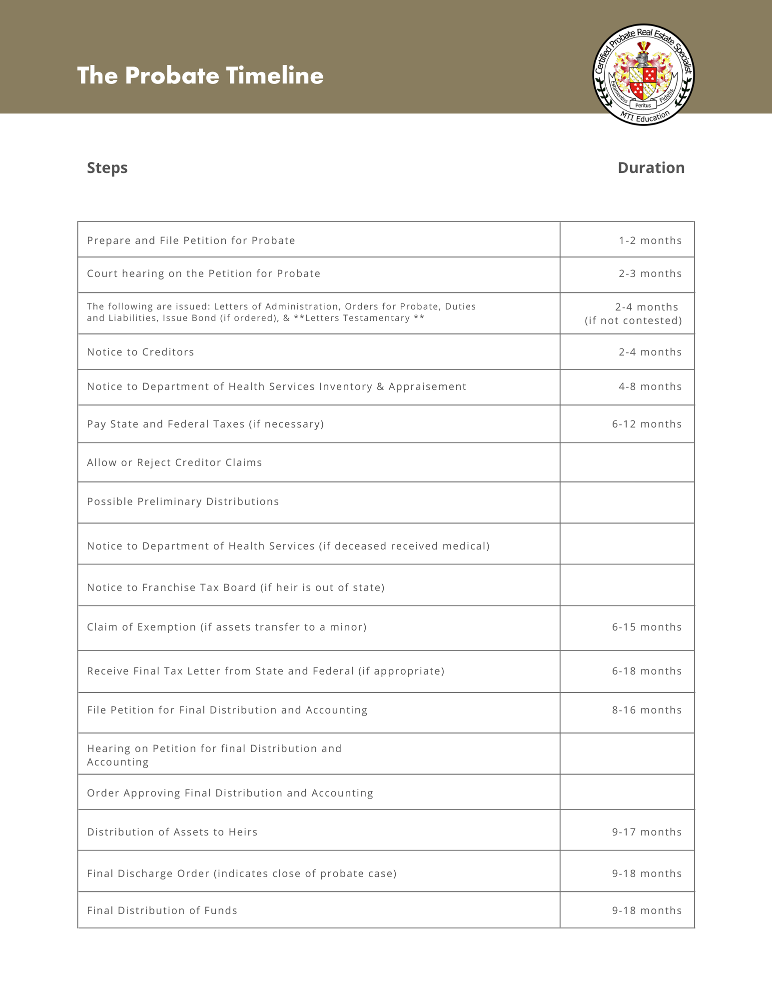 The Probate Timeline
Certified Probate Real Estate Specialist
Estamentos
Peritus
Fidelis
MTI Education
Steps
Duration
Prepare and File Petition for Probate
1-2 months
Court hearing on the Petition for Probate
2-3 months
The following are issued: Letters of Administration, Orders for Probate, Duties
and Liabilities, Issue Bond (if ordered), & **Letters Testamentary **
2-4 months
(if not contested)
Notice to Creditors
2-4 months
Notice to Department of Health Services Inventory & Appraisement
4-8 months
Pay State and Federal Taxes (if necessary)
6-12 months
Allow or Reject Creditor Claims
Possible Preliminary Distributions
Notice to Department of Health Services (if deceased received medical)
Notice to Franchise Tax Board (if heir is out of state)
Claim of Exemption (if assets transfer to a minor)
6-15 months
Receive Final Tax Letter from State and Federal (if appropriate)
6-18 months
File Petition for Final Distribution and Accounting
8-16 months
Hearing on Petition for final Distribution and
Accounting
Order Approving Final Distribution and Accounting
Distribution of Assets to Heirs
9-17 months
Final Discharge Order (indicates close of probate case)
9-18 months
Final Distribution of Funds
9-18 months